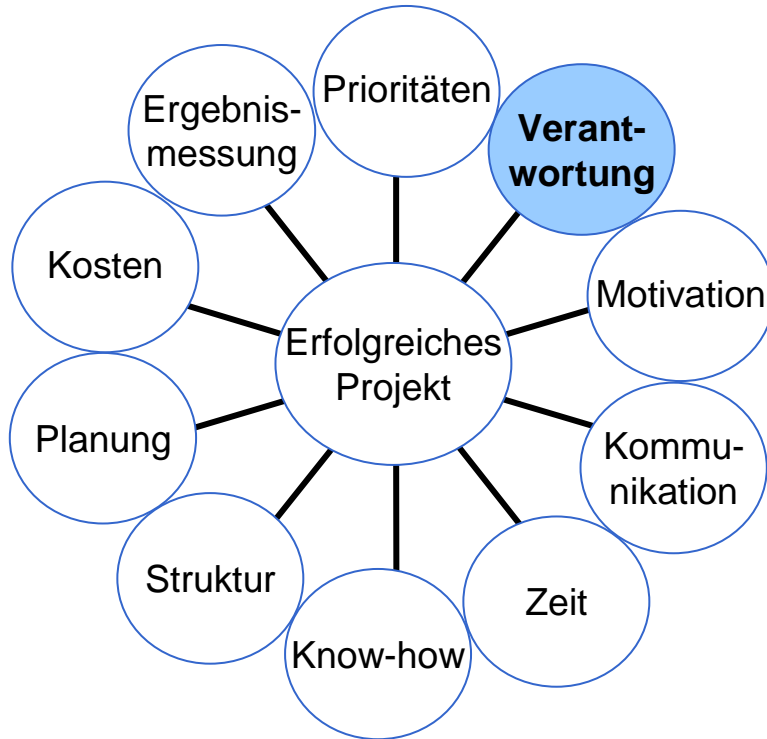 Prioritäten
Verant-
wortung
Motivation
Kommu-
nikation
Zeit
Know-how
Struktur
Planung
Kosten
Ergebnis-
messung
Erfolgreiches
Projekt